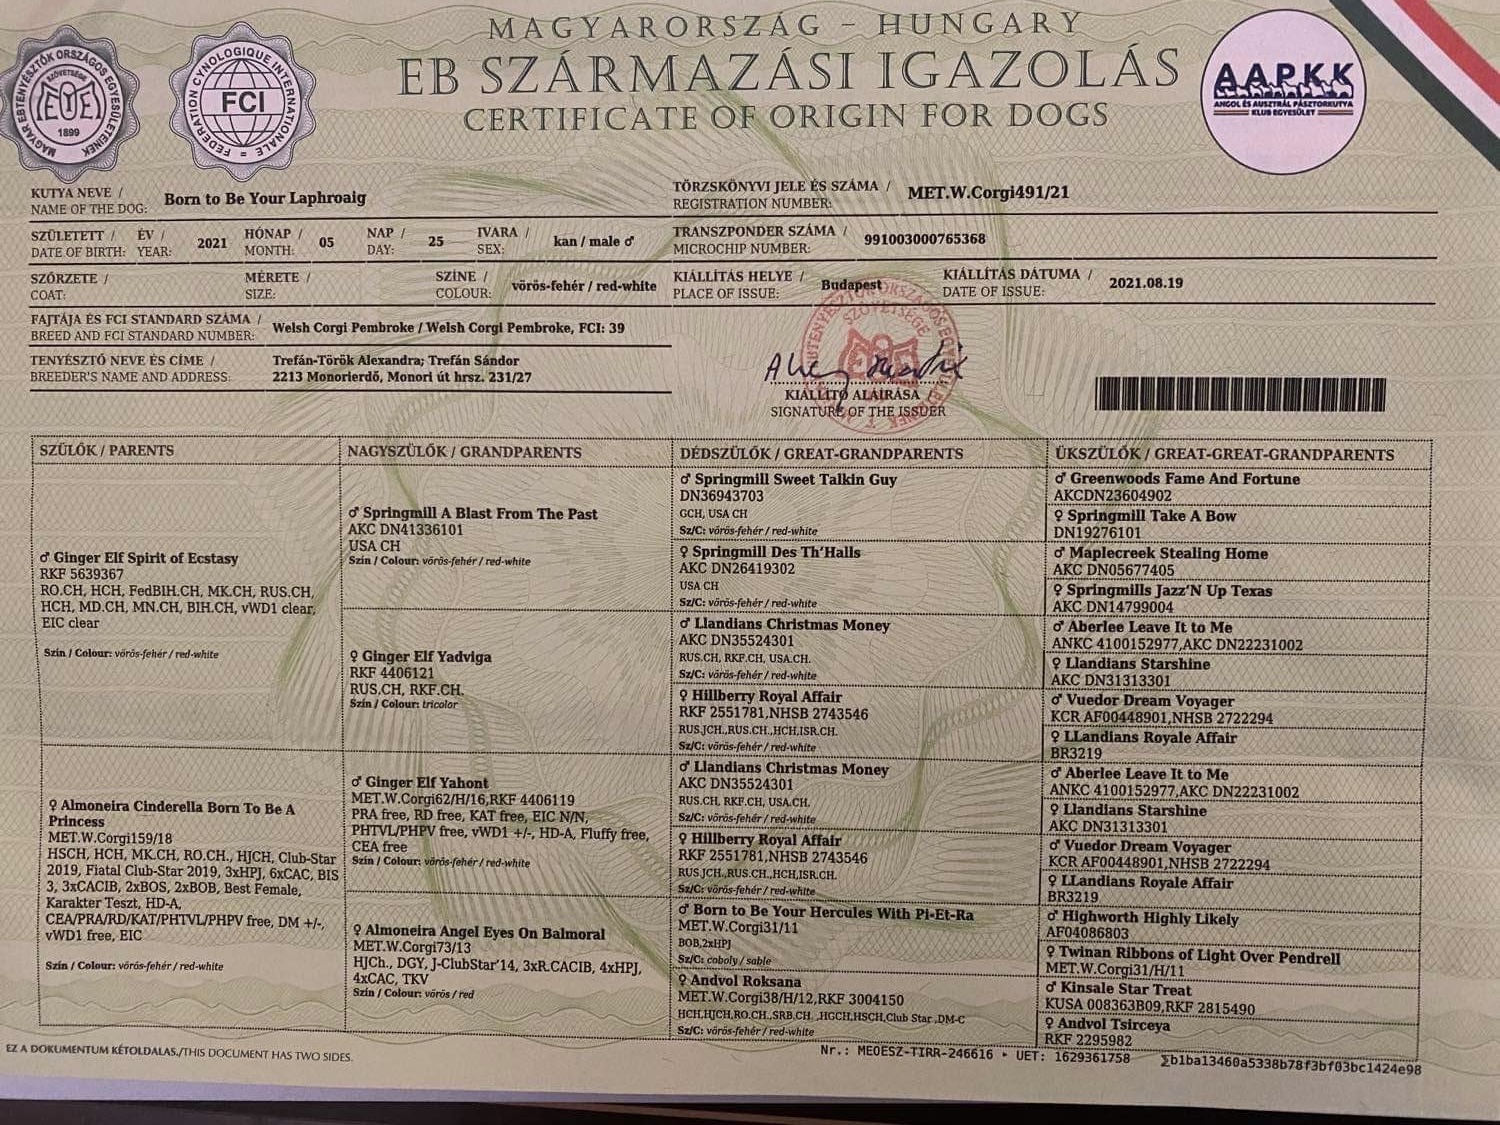 MAGYARORSZÁG - HUNGARY
EB SZÁRMAZÁSI IGAZOLÁS
CERTIFICATE OF ORIGIN FOR DOGS
MAGYAR EBTENYÉSZTŐK ORSZÁGOS EGYESÜLETEINEK
SZÖVETSÉGE
1899
FEDERATION CYNOLOGIQUE INTERNATIONALE
FCI
AAPKK
ANGOL ÉS AUSZTRÁL PÁSZTORKUTYA
KLUB EGYESÜLET
KUTYA NEVE /
NAME OF THE DOG: Born to Be Your Laphroaig
TÖRZSKÖNYVI JELE ÉS SZÁMA /
REGISTRATION NUMBER: MET.W.Corgi491/21
SZÜLETETT / ÉV / HÓNAP / NAP / IVARA /
DATE OF BIRTH: YEAR: 2021 MONTH: 05 DAY: 25 SEX: kan / male ♂
TRANSZPONDER SZÁMA /
MICROCHIP NUMBER: 991003000765368
SZŐRZETE / MÉRETE / SZÍNE /
COAT: SIZE: COLOUR: vörös-fehér / red-white
KIÁLLÍTÁS HELYE / KIÁLLÍTÁS DÁTUMA /
PLACE OF ISSUE: Budapest DATE OF ISSUE: 2021.08.19
FAJTÁJA ÉS FCI STANDARD SZÁMA /
BREED AND FCI STANDARD NUMBER: Welsh Corgi Pembroke / Welsh Corgi Pembroke, FCI: 39
TENYÉSZTŐ NEVE ÉS CÍME / Trefán-Török Alexandra; Trefán Sándor
BREEDER'S NAME AND ADDRESS: 2213 Monorierdő, Monori út hrsz. 231/27
KIÁLLÍTÓ ALÁÍRÁSA /
SIGNATURE OF THE ISSUER
SZÜLŐK / PARENTS
♂ Ginger Elf Spirit of Ecstasy
RKF 5639367
RO.CH, HCH, FedBIH.CH, MK.CH, RUS.CH,
HCH, MD.CH, MN.CH, BIH.CH, vWD1 clear,
EIC clear
Szín / Colour: vörös-fehér / red-white
♀ Almoneira Cinderella Born To Be A
Princess
MET.W.Corgi159/18
HSCH, HCH, MK.CH, RO.CH., HJCH, Club-Star
2019, Fiatal Club-Star 2019, 3xHPJ, 6xCAC, BIS
3, 3xCACIB, 2xBOS, 2xBOB, Best Female,
Karakter Teszt, HD-A,
CEA/PRA/RD/KAT/PHTVL/PHPV free, DM +/-,
vWD1 free, EIC
Szín / Colour: vörös-fehér / red-white
NAGYSZÜLŐK / GRANDPARENTS
♂ Springmill A Blast From The Past
AKC DN41336101
USA CH
Szín / Colour: vörös-fehér / red-white
♀ Ginger Elf Yadviga
RKF 4406121
RUS.CH, RKF.CH.
Szín / Colour: tricolor
♂ Ginger Elf Yahont
MET.W.Corgi62/H/16,RKF 4406119
PRA free, RD free, KAT free, EIC N/N,
PHTVL/PHPV free, vWD1 +/-, HD-A, Fluffy free,
CEA free
Szín / Colour: vörös-fehér / red-white
♀ Almoneira Angel Eyes On Balmoral
MET.W.Corgi73/13
HJCh., DGY, J-ClubStar'14, 3xR.CACIB, 4xHPJ,
4xCAC, TKV
Szín / Colour: vörös / red
DÉDSZÜLŐK / GREAT-GRANDPARENTS
♂ Springmill Sweet Talkin Guy
DN36943703
GCH, USA CH
Sz/C: vörös-fehér / red-white
♀ Springmill Des Th'Halls
AKC DN26419302
USA CH
Sz/C: vörös-fehér / red-white
♂ Llandians Christmas Money
AKC DN35524301
RUS.CH, RKF.CH, USA.CH.
Sz/C: vörös-fehér / red-white
♀ Hillberry Royal Affair
RKF 2551781,NHSB 2743546
RUS.JCH.,RUS.CH.,HCH,ISR.CH.
Sz/C: vörös-fehér / red-white
♂ Llandians Christmas Money
AKC DN35524301
RUS.CH, RKF.CH, USA.CH.
Sz/C: vörös-fehér / red-white
♀ Hillberry Royal Affair
RKF 2551781,NHSB 2743546
RUS.JCH.,RUS.CH.,HCH,ISR.CH.
Sz/C: vörös-fehér / red-white
♂ Born to Be Your Hercules With Pi-Et-Ra
MET.W.Corgi31/11
BOB,2xHPJ
Sz/C: coboly / sable
♀ Andvol Roksana
MET.W.Corgi38/H/12,RKF 3004150
HCH,HJCH,RO.CH.,SRB.CH, ,HGCH,HSCH,Club Star ,DM-C
Sz/C: vörös-fehér / red-white
ÜKSZÜLŐK / GREAT-GREAT-GRANDPARENTS
♂ Greenwoods Fame And Fortune
AKCDN23604902
♀ Springmill Take A Bow
DN19276101
♂ Maplecreek Stealing Home
AKC DN05677405
♀ Springmills Jazz'N Up Texas
AKC DN14799004
♂ Aberlee Leave It to Me
ANKC 4100152977,AKC DN22231002
♀ Llandians Starshine
AKC DN31313301
♂ Vuedor Dream Voyager
KCR AF00448901,NHSB 2722294
♀ LLandians Royale Affair
BR3219
♂ Aberlee Leave It to Me
ANKC 4100152977,AKC DN22231002
♀ Llandians Starshine
AKC DN31313301
♂ Vuedor Dream Voyager
KCR AF00448901,NHSB 2722294
♀ LLandians Royale Affair
BR3219
♂ Highworth Highly Likely
AF04086803
♀ Twinan Ribbons of Light Over Pendrell
MET.W.Corgi31/H/11
♂ Kinsale Star Treat
KUSA 008363B09,RKF 2815490
♀ Andvol Tsirceya
RKF 2295982
EZ A DOKUMENTUM KÉTOLDALAS./THIS DOCUMENT HAS TWO SIDES.
Nr.: MEOESZ-TIRR-246616 • UET: 1629361758 ∑b1ba13460a5338b78f3bf03bc1424e98